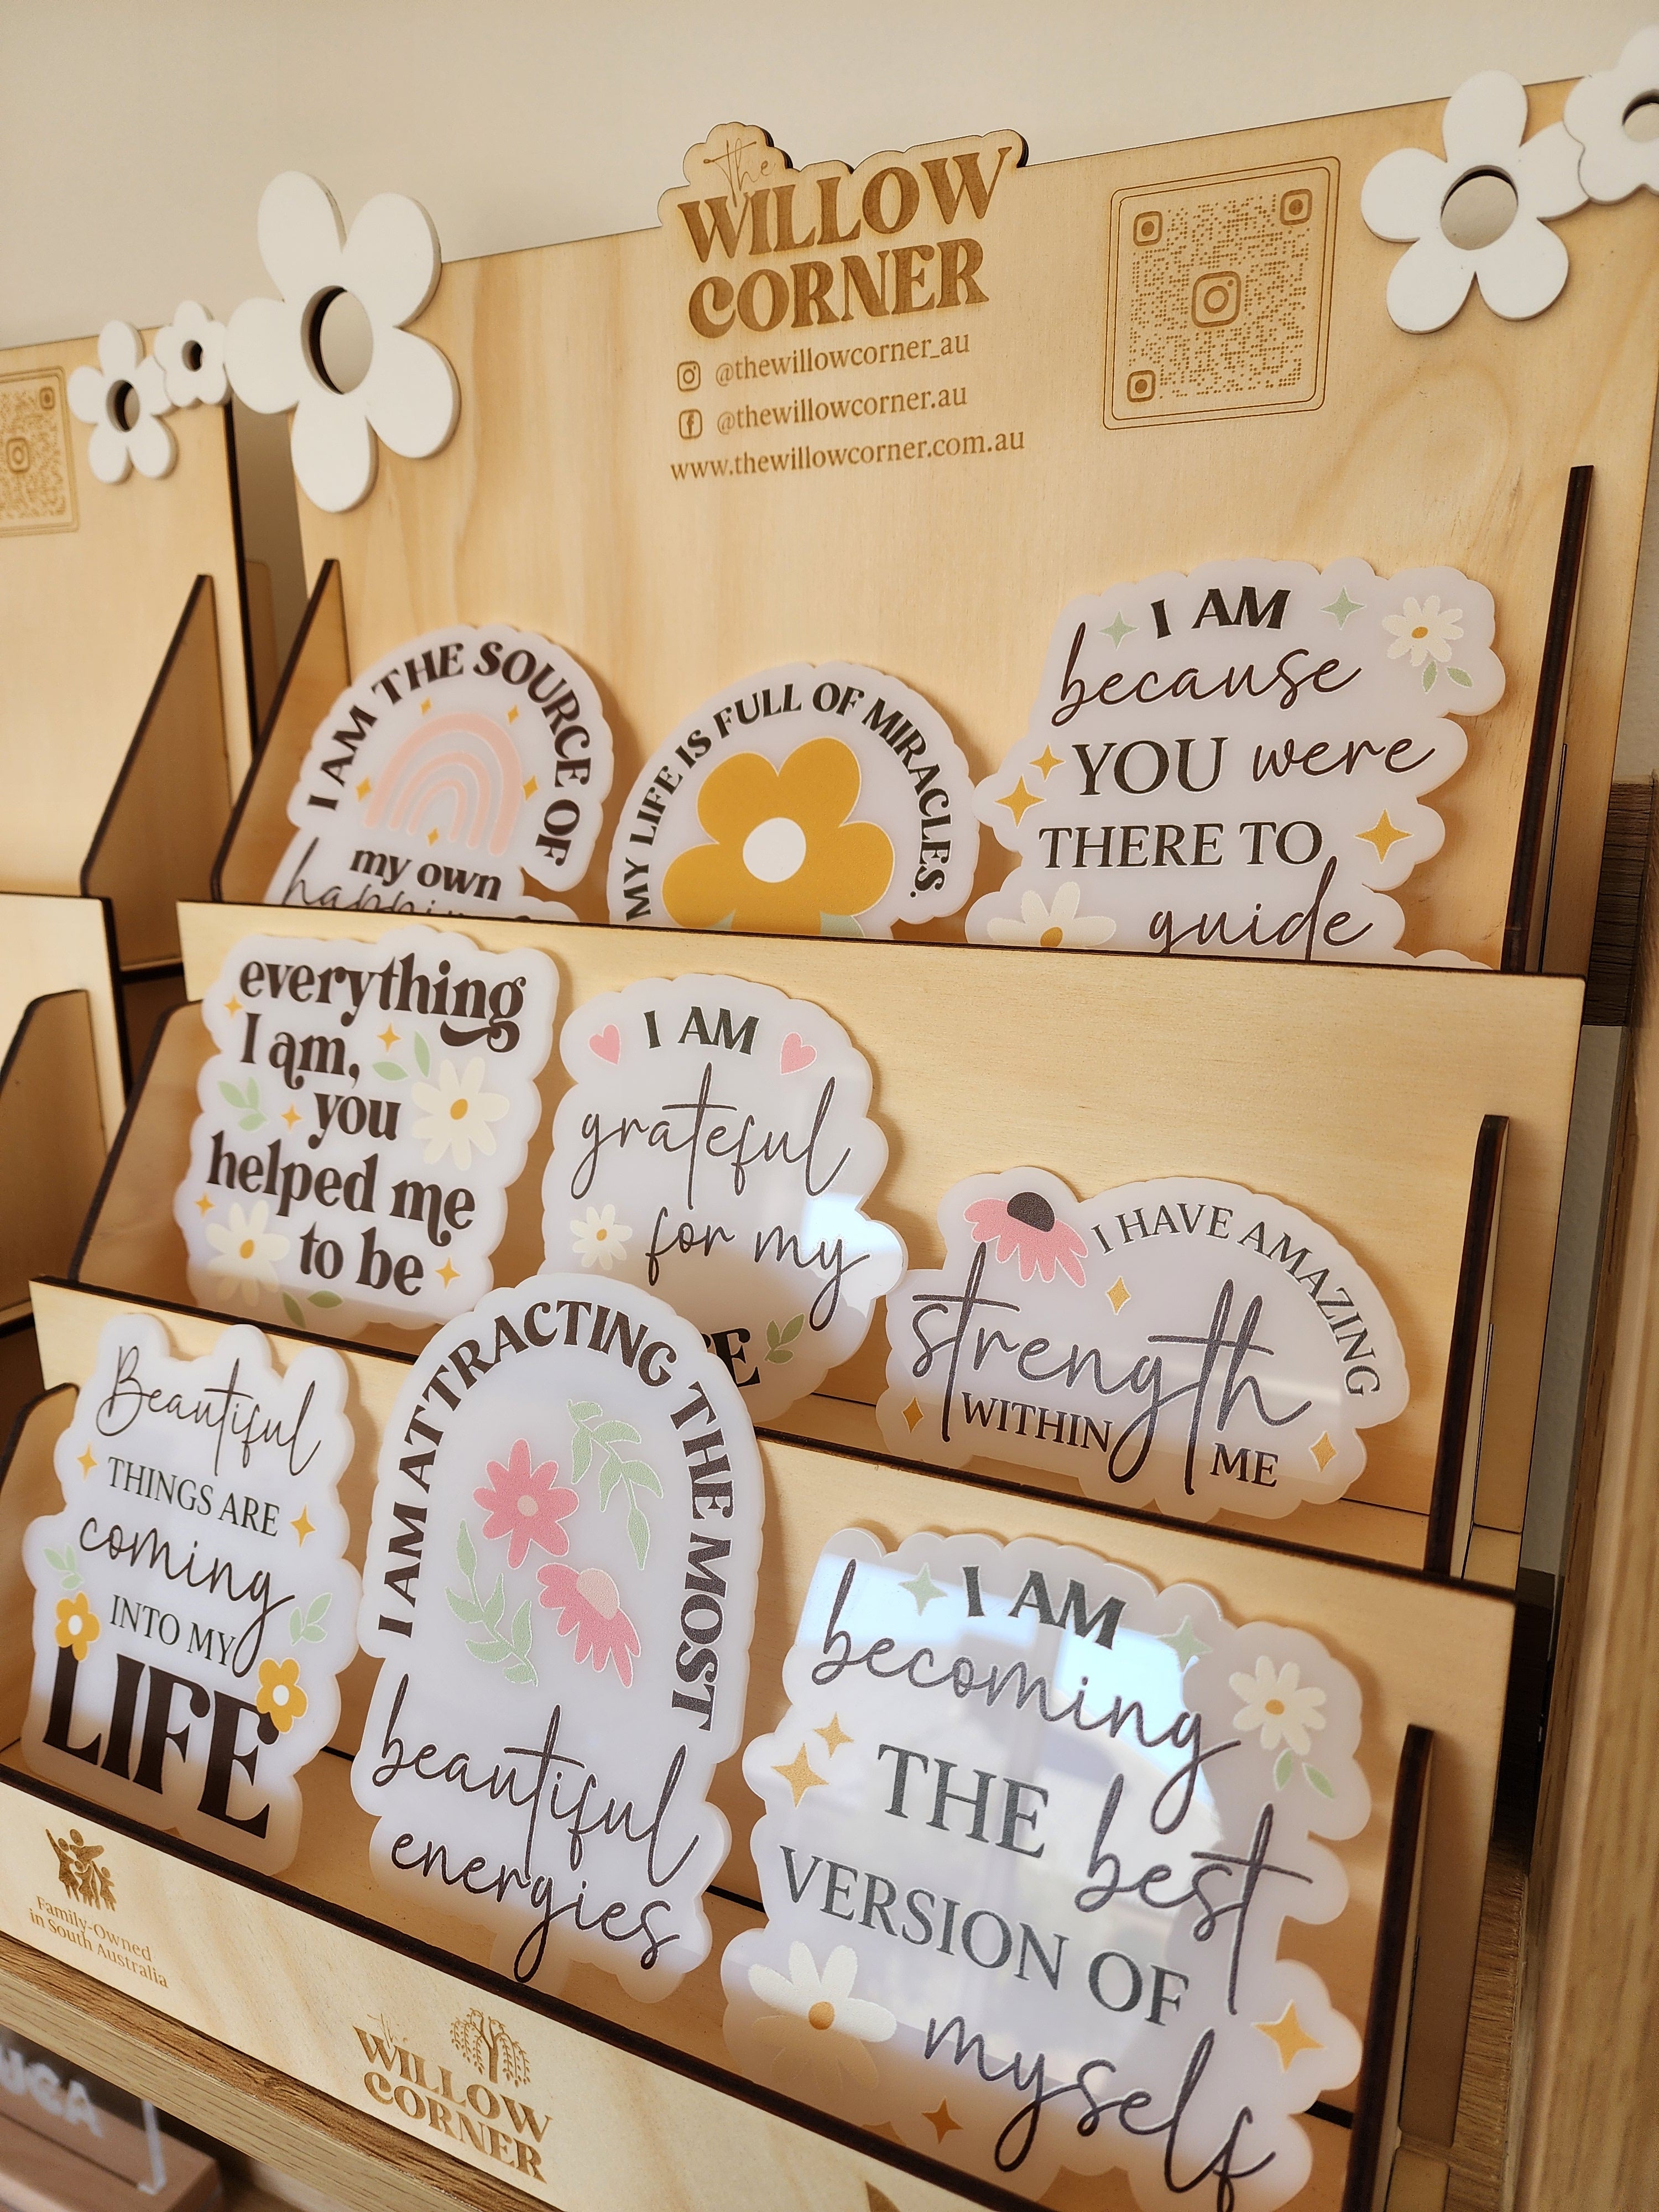 the
WILLOW
CORNER
@thewillowcorner_au
@thewillowcorner.au
www.thewillowcorner.com.au
I AM THE SOURCE OF
my own
MY LIFE IS FULL OF MIRACLES.
I AM
because
YOU were
THERE TO
guide
everything
I am,
you
helped me
to be
I AM
grateful
for my
I HAVE AMAZING
strength
WITHIN
ME
Beautiful
THINGS ARE
coming
INTO MY
LIFE
I AM ATTRACTING THE MOST
beautiful
energies
I AM
becoming
THE best
VERSION OF
myself
Family-Owned
in South Australia
the
WILLOW
CORNER